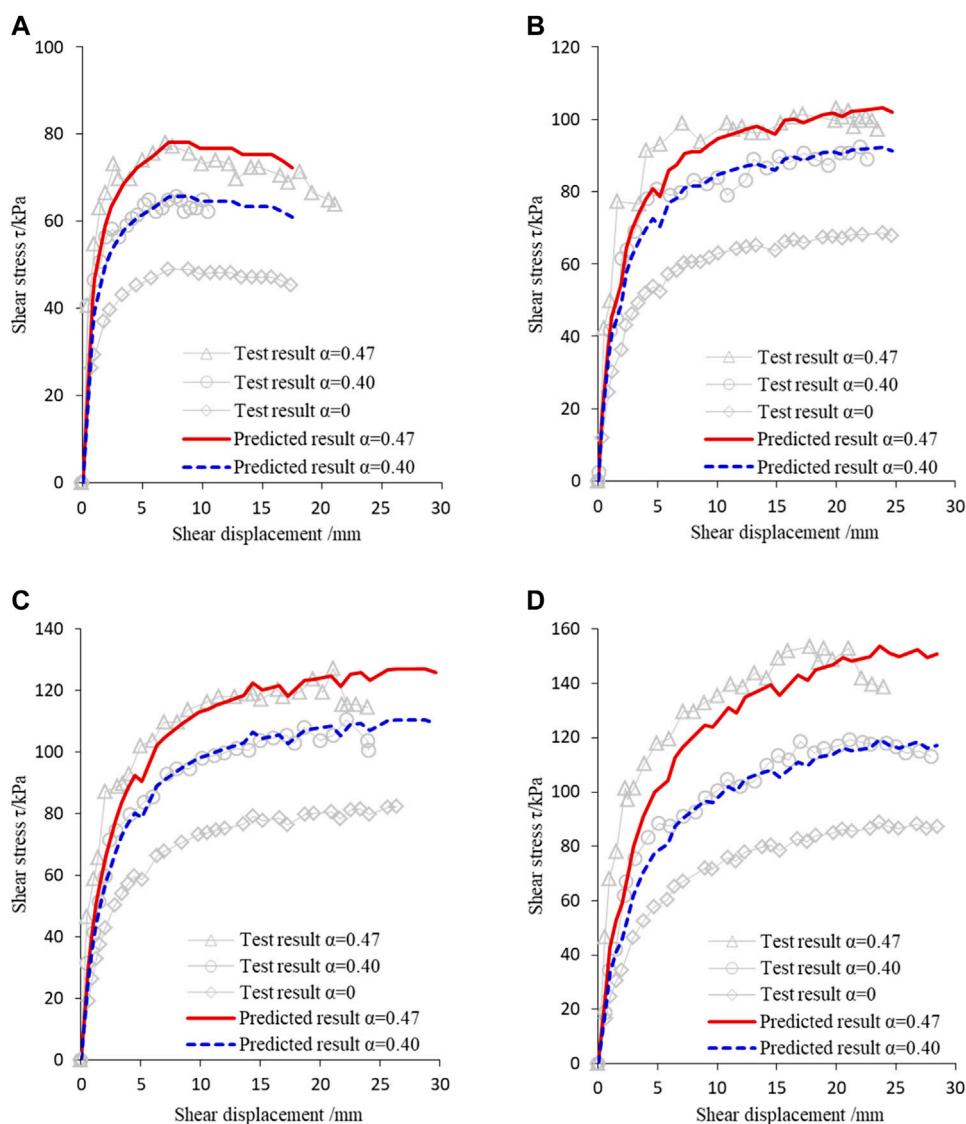 A
Shear stress τ/kPa
100
80
60
40
20
0
Test result α=0.47
Test result α=0.40
Test result α=0
Predicted result α=0.47
Predicted result α=0.40
0 5 10 15 20 25 30
Shear displacement /mm
B
Shear stress τ/kPa
120
100
80
60
40
20
0
Test result α=0.47
Test result α=0.40
Test result α=0
Predicted result α=0.47
Predicted result α=0.40
0 5 10 15 20 25 30
Shear displacement /mm
C
Shear stress τ/kPa
140
120
100
80
60
40
20
0
Test result α=0.47
Test result α=0.40
Test result α=0
Predicted result α=0.47
Predicted result α=0.40
0 5 10 15 20 25 30
Shear displacement /mm
D
Shear stress τ/kPa
160
140
120
100
80
60
40
20
0
Test result α=0.47
Test result α=0.40
Test result α=0
Predicted result α=0.47
Predicted result α=0.40
0 5 10 15 20 25 30
Shear displacement /mm